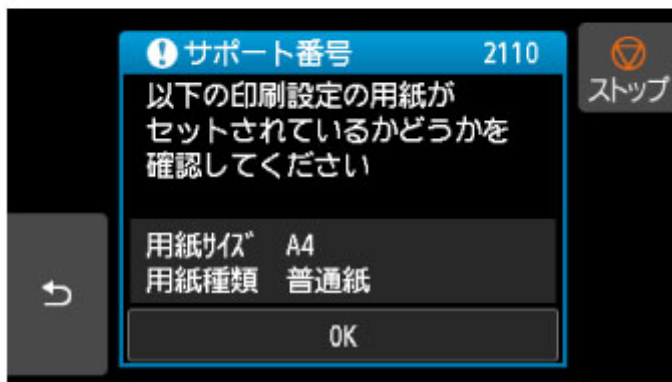 サポート番号 2110
ストップ
以下の印刷設定の用紙が
セットされているかどうかを
確認してください
用紙ｻｲｽﾞ A4
用紙種類 普通紙
OK